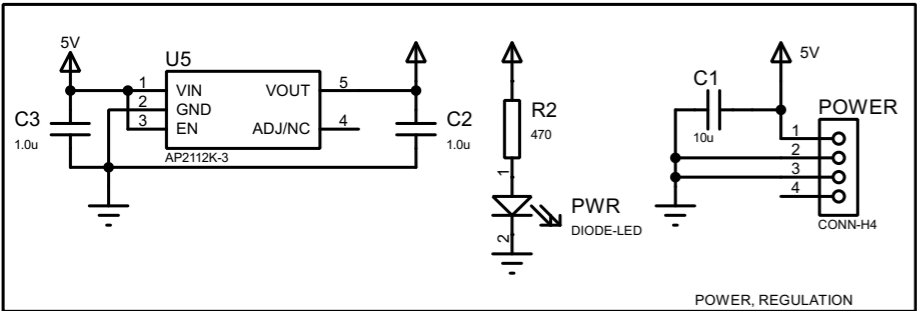 5V
U5
1 VIN
2 GND
3 EN
VOUT 5
ADJ/NC 4
AP2112K-3
C3
1.0u
C2
1.0u
R2
470
1
PWR
DIODE-LED
2
5V
C1
10u
POWER
1
2
3
4
CONN-H4
POWER, REGULATION